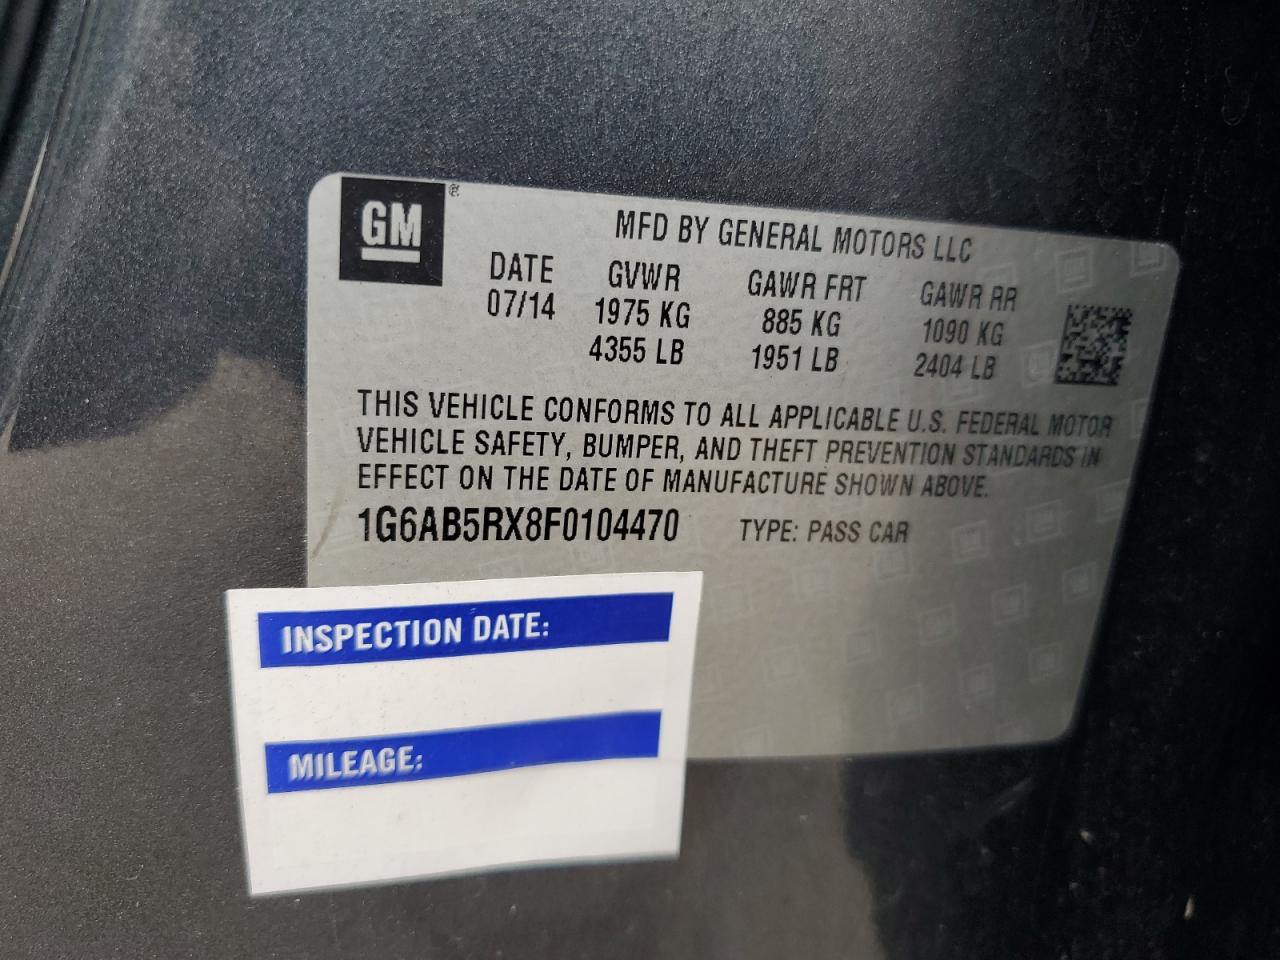 GM ®
MFD BY GENERAL MOTORS LLC
DATE GVWR GAWR FRT GAWR RR
07/14 1975 KG 885 KG 1090 KG
4355 LB 1951 LB 2404 LB
THIS VEHICLE CONFORMS TO ALL APPLICABLE U.S. FEDERAL MOTOR
VEHICLE SAFETY, BUMPER, AND THEFT PREVENTION STANDARDS IN
EFFECT ON THE DATE OF MANUFACTURE SHOWN ABOVE.
1G6AB5RX8F0104470 TYPE: PASS CAR
INSPECTION DATE:
MILEAGE: